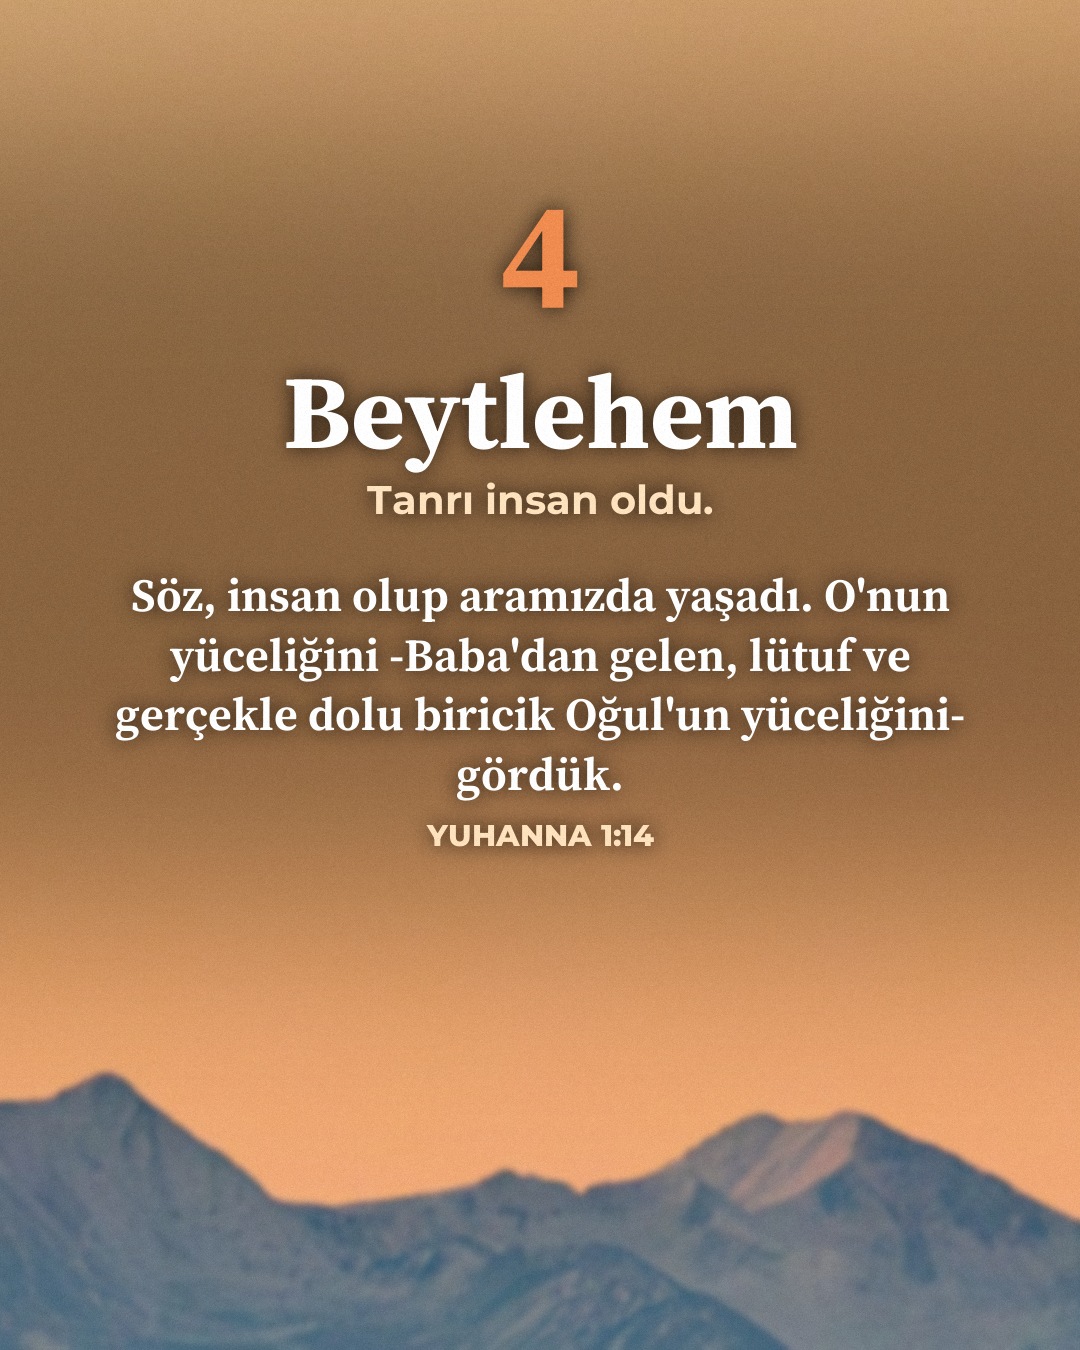 4
Beytlehem
Tanrı insan oldu.
Söz, insan olup aramızda yaşadı. O'nun
yüceliğini -Baba'dan gelen, lütuf ve
gerçekle dolu biricik Oğul'un yüceliğini-
gördük.
YUHANNA 1:14